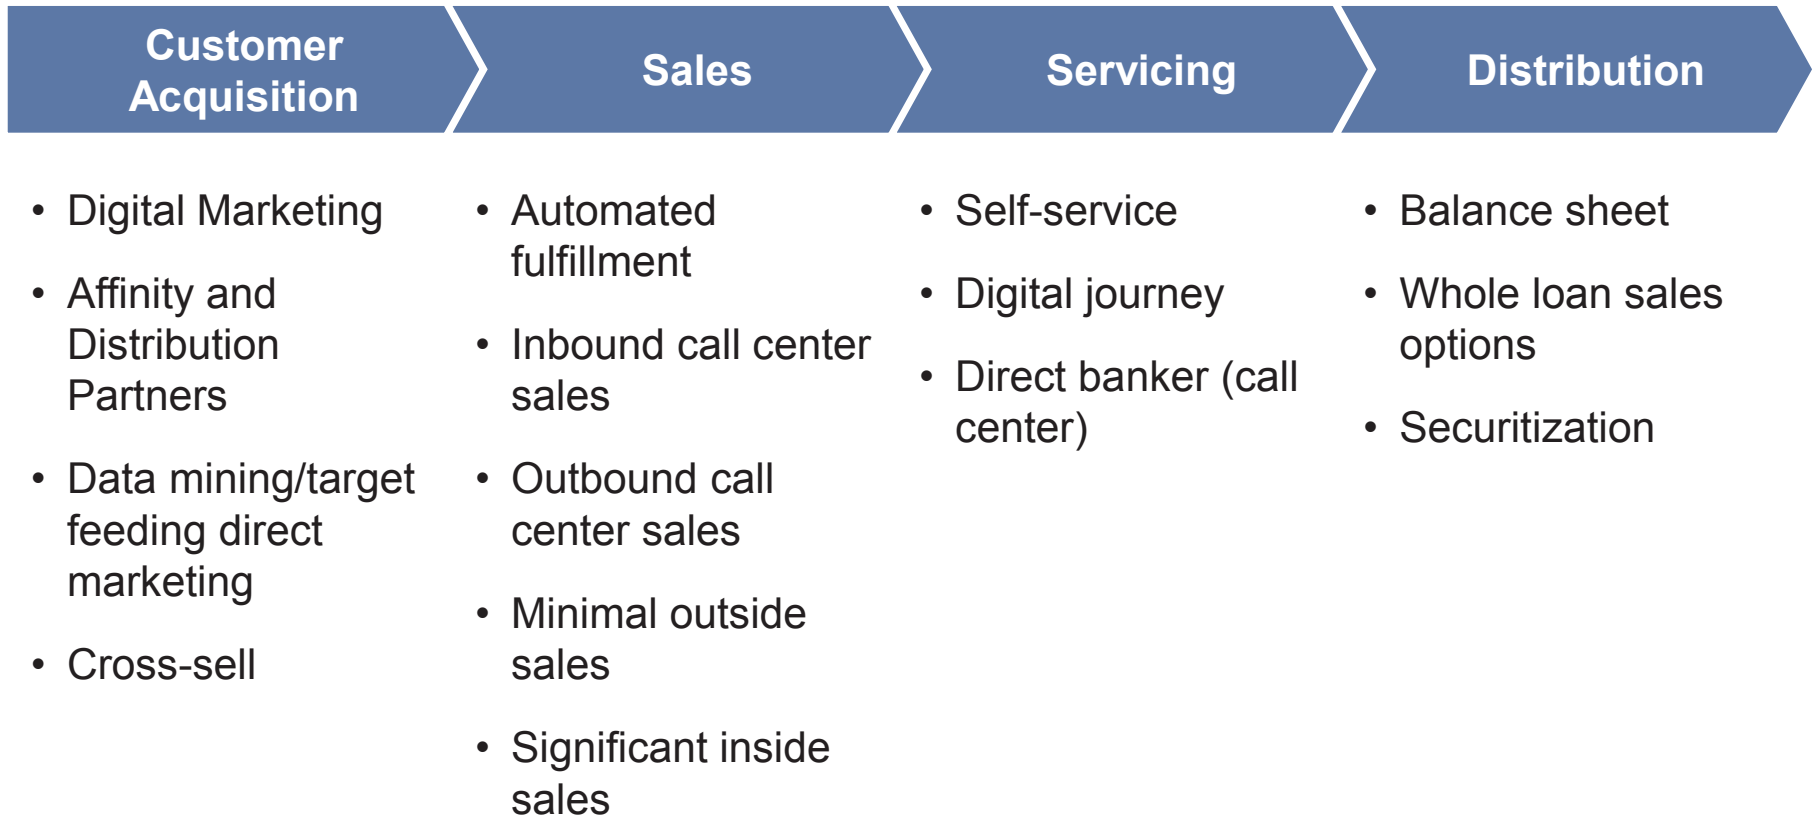 Customer
Acquisition
Sales
Servicing
Distribution
• Digital Marketing
• Affinity and
Distribution
Partners
• Data mining/target
feeding direct
marketing
• Cross-sell
• Automated
fulfillment
• Inbound call center
sales
• Outbound call
center sales
• Minimal outside
sales
• Significant inside
sales
• Self-service
• Digital journey
• Direct banker (call
center)
• Balance sheet
• Whole loan sales
options
• Securitization